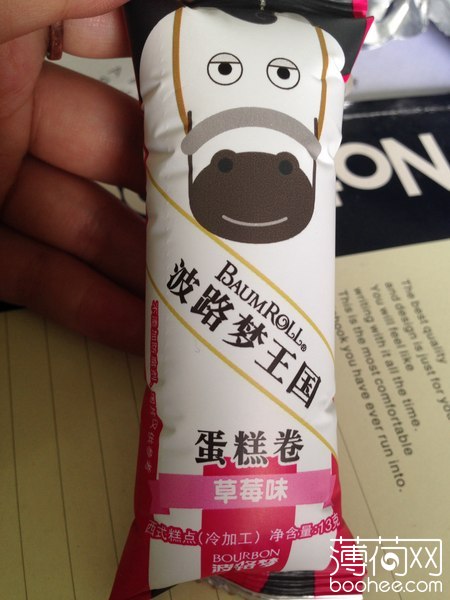 ON
BAUMROLL®
波路梦王国
蛋糕卷
草莓味
西式糕点(冷加工) 净含量:13克
BOURBON
波路梦
The best quality
and design is just for you
You will feel like
writing with it all the time.
This is the most comfortable
book you have ever run into.
薄荷网
boohee.com